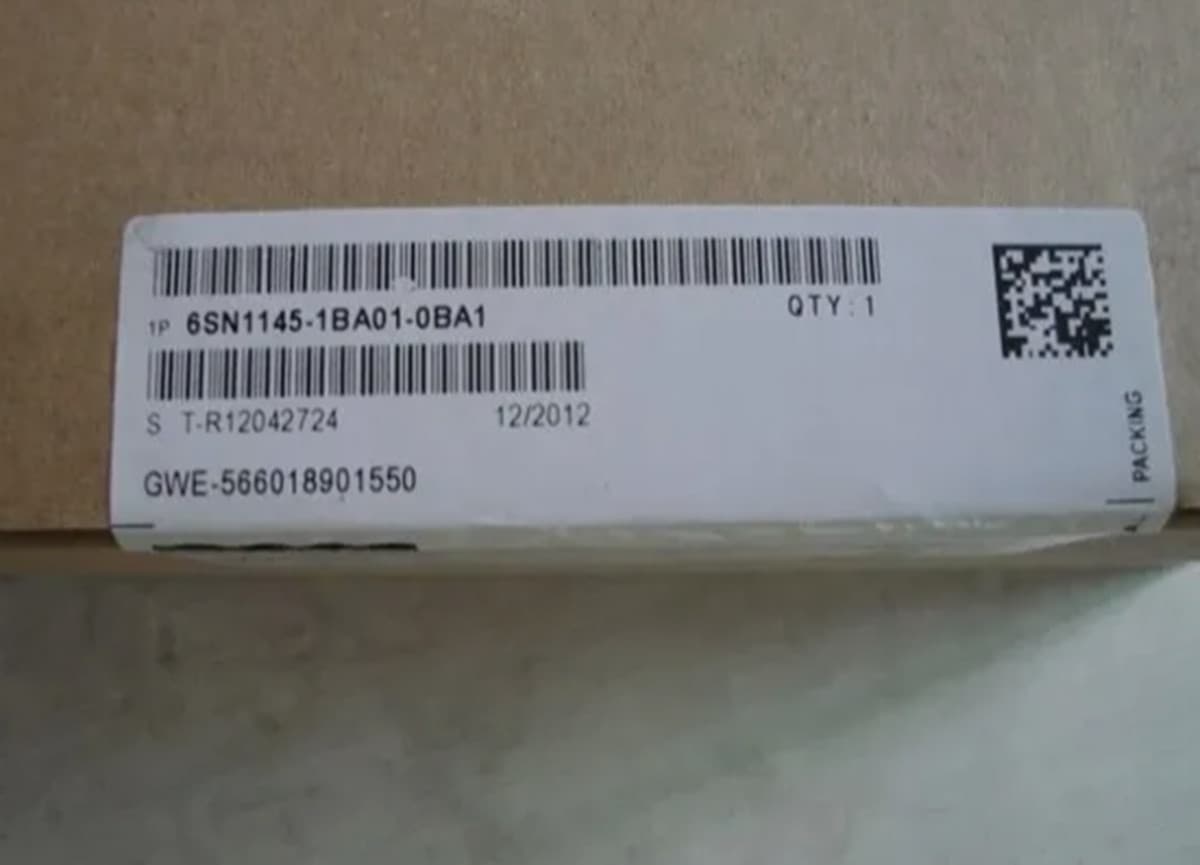 1P 6SN1145-1BA01-0BA1 QTY:1
S T-R12042724 12/2012
GWE-566018901550
PACKING